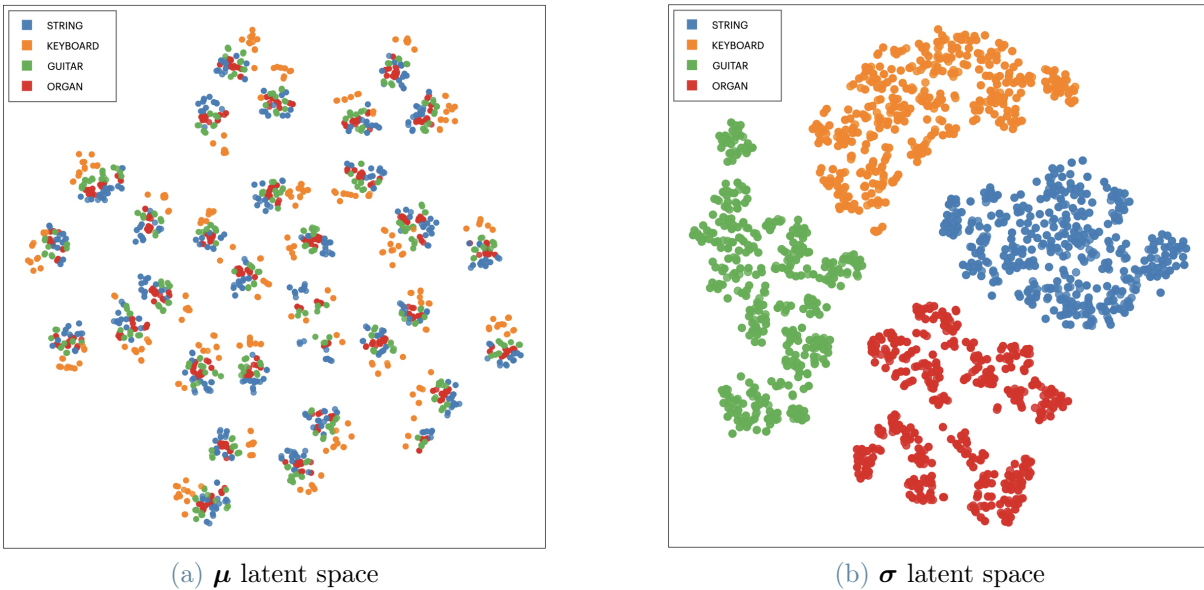 STRING
KEYBOARD
GUITAR
ORGAN
STRING
KEYBOARD
GUITAR
ORGAN
(a) μ latent space
(b) σ latent space